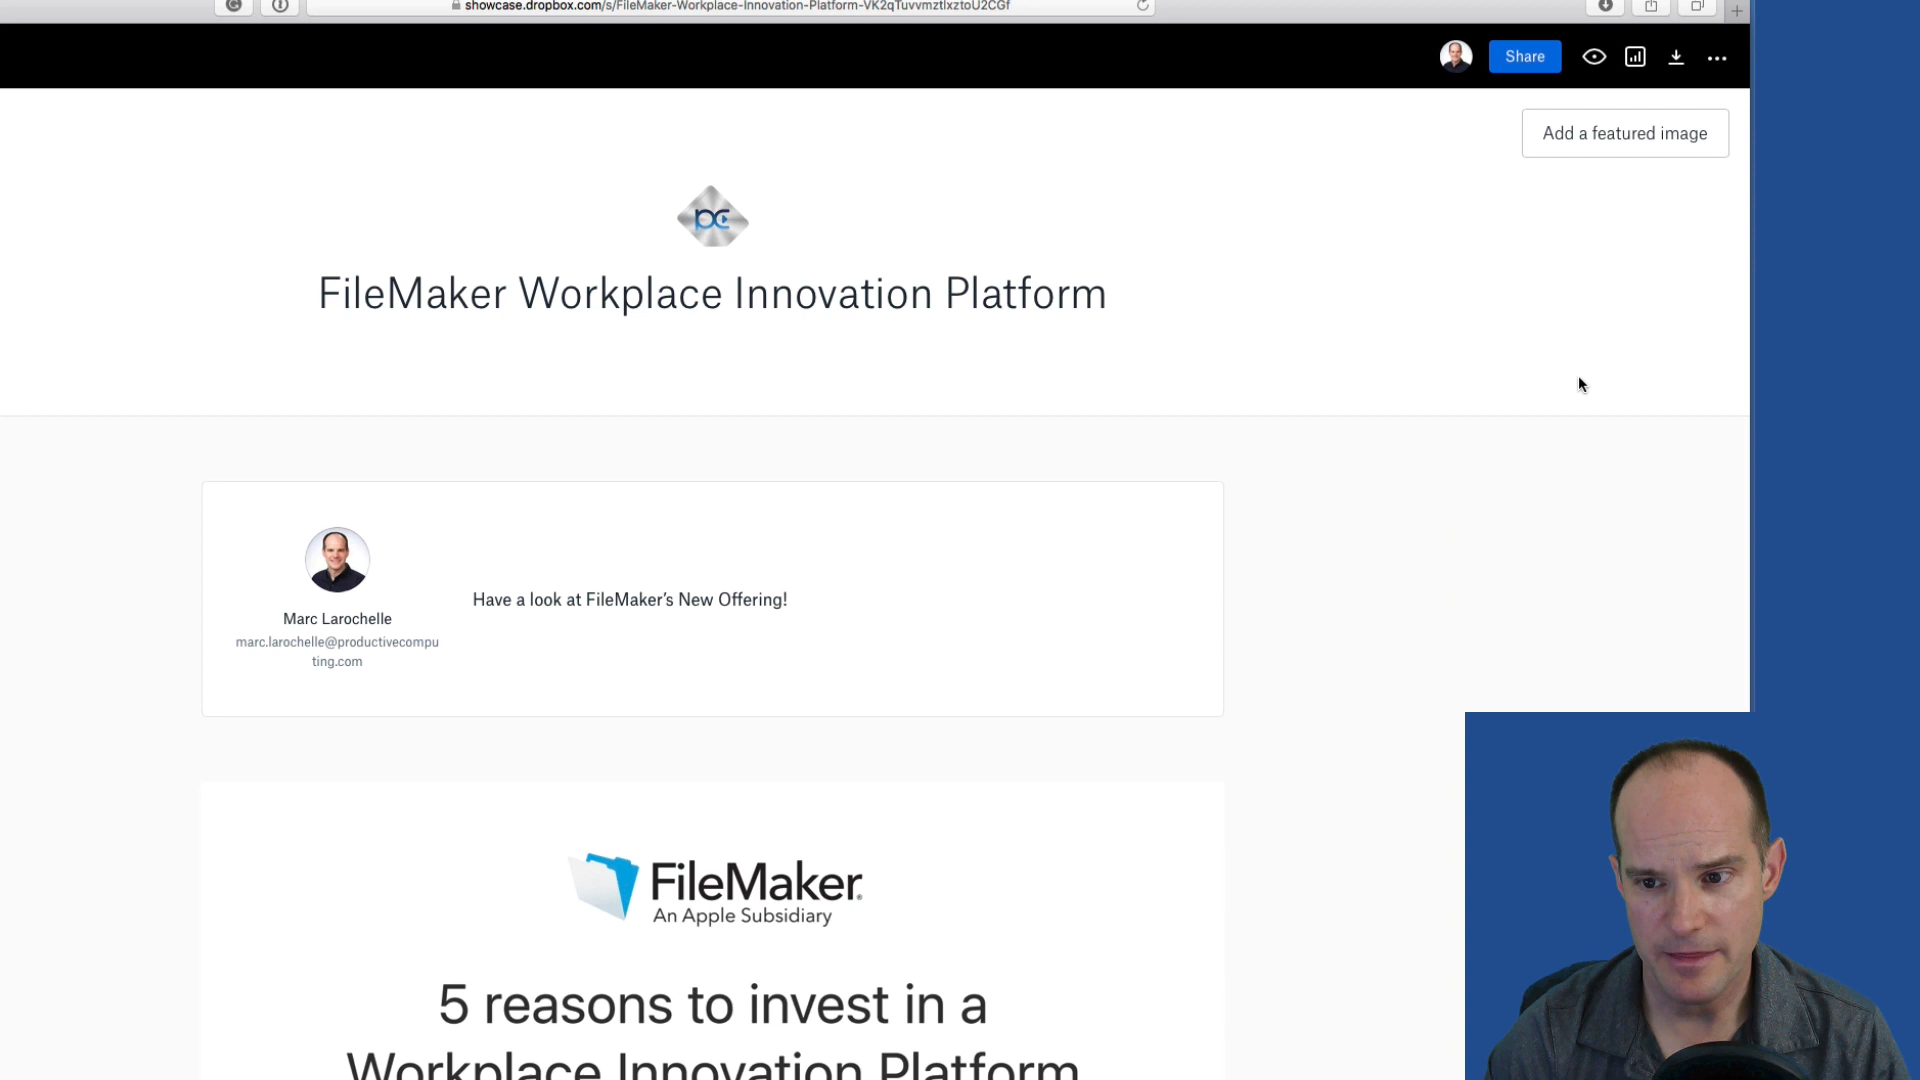 showcase.dropbox.com/s/FileMaker-Workplace-Innovation-Platform-VK2qTuvvmztlxztoU2CGf
Share
Add a featured image
pc
FileMaker Workplace Innovation Platform
Marc Larochelle
marc.larochelle@productivecompu
ting.com
Have a look at FileMaker’s New Offering!
FileMaker®
An Apple Subsidiary
5 reasons to invest in a
Workplace Innovation Platform